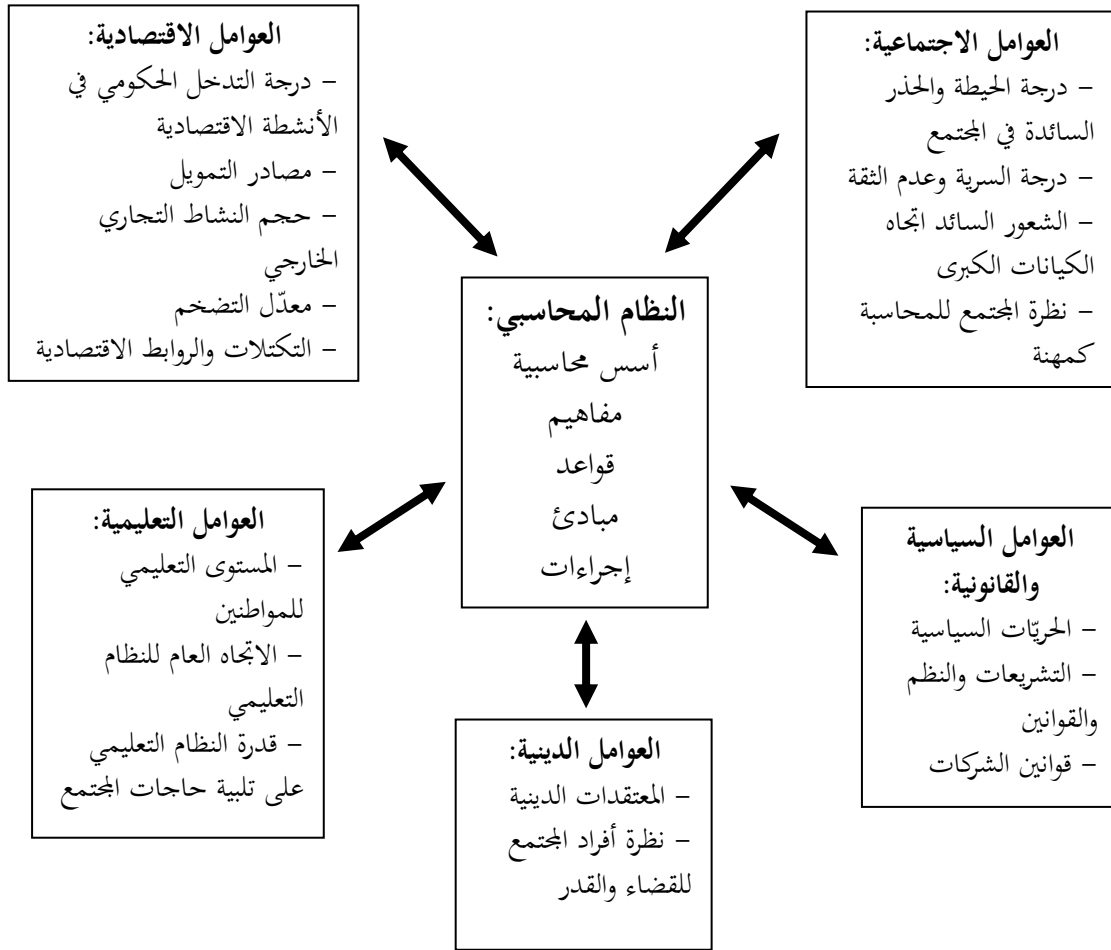 العوامل الاجتماعية:
– درجة الحيطة والحذر
السائدة في المجتمع
– درجة السرية وعدم الثقة
– الشعور السائد اتجاه
الكيانات الكبرى
– نظرة المجتمع للمحاسبة
كمهنة
العوامل الاقتصادية:
– درجة التدخل الحكومي في
الأنشطة الاقتصادية
– مصادر التمويل
– حجم النشاط التجاري
الخارجي
– معدّل التضخم
– التكتلات والروابط الاقتصادية
النظام المحاسبي:
أسس محاسبية
مفاهيم
قواعد
مبادئ
إجراءات
العوامل السياسية
والقانونية:
– الحريّات السياسية
– التشريعات والنظم
والقوانين
– قوانين الشركات
العوامل التعليمية:
– المستوى التعليمي
للمواطنين
– الاتجاه العام للنظام
التعليمي
– قدرة النظام التعليمي
على تلبية حاجات المجتمع
العوامل الدينية:
– المعتقدات الدينية
– نظرة أفراد المجتمع
للقضاء والقدر